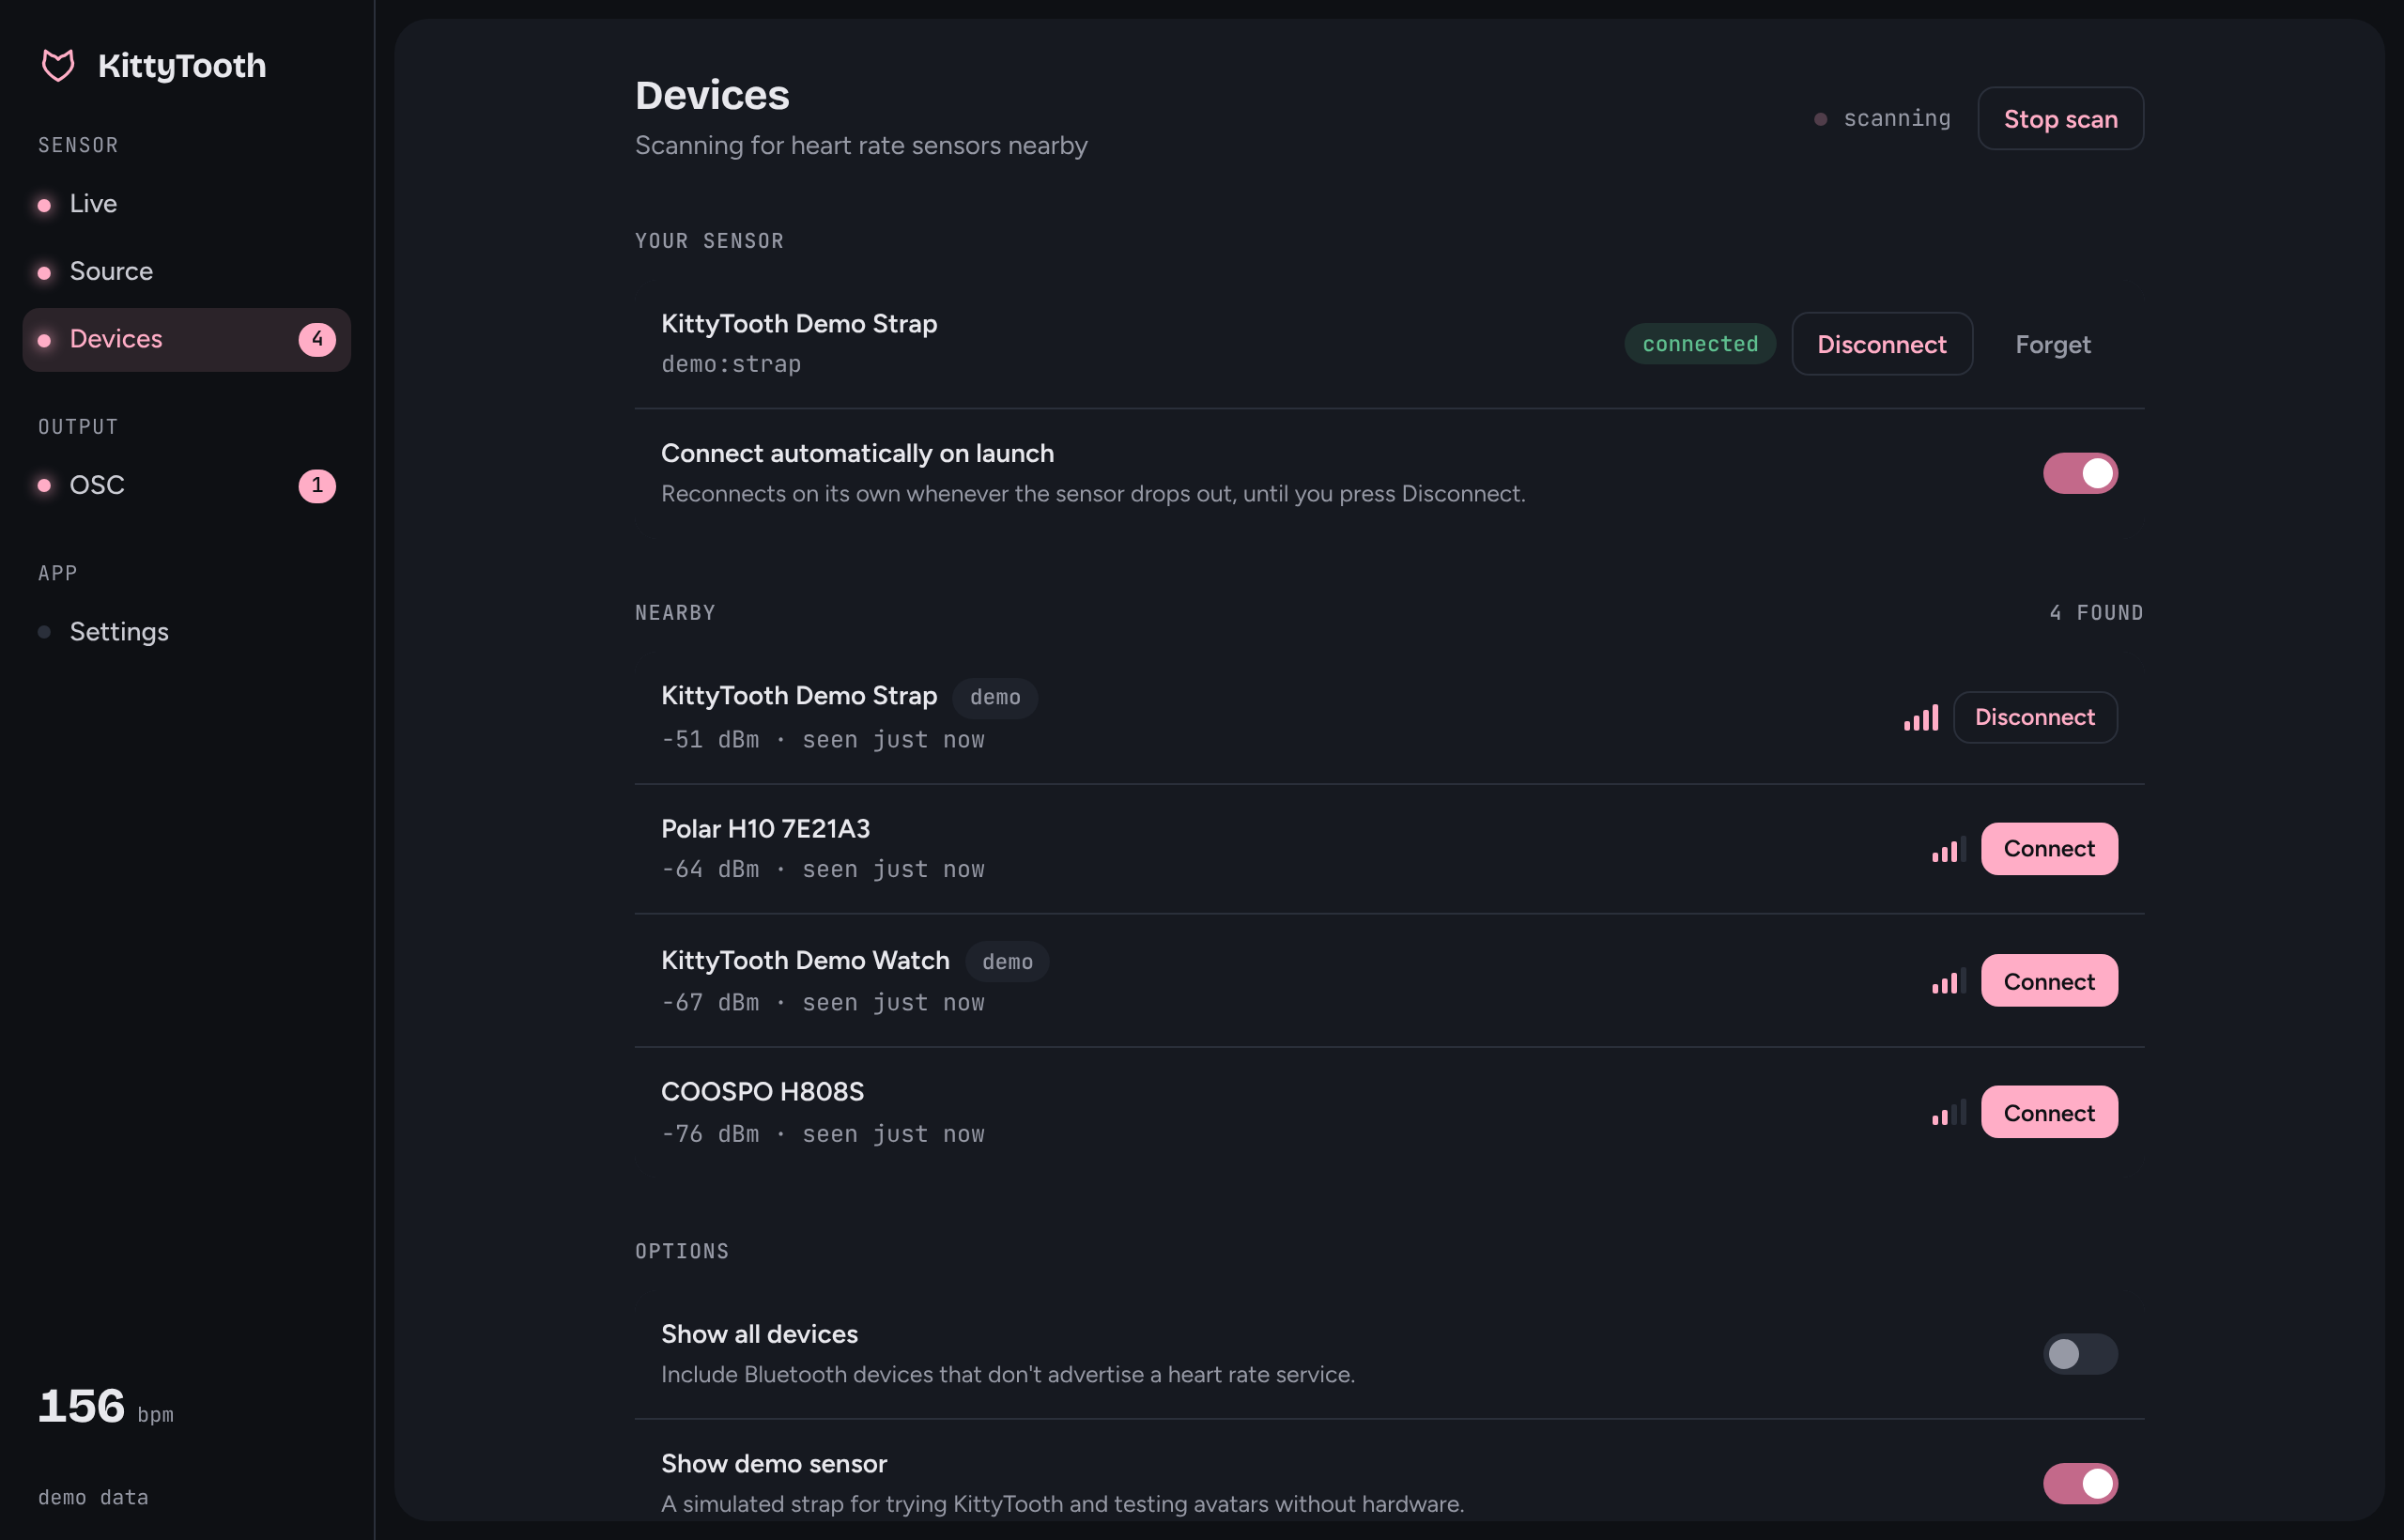 KittyTooth
SENSOR
Live
Source
Devices 4
OUTPUT
OSC 1
APP
Settings
156 bpm
demo data
Devices
Scanning for heart rate sensors nearby
scanning
Stop scan
YOUR SENSOR
KittyTooth Demo Strap
demo:strap
connected
Disconnect
Forget
Connect automatically on launch
Reconnects on its own whenever the sensor drops out, until you press Disconnect.
NEARBY
4 FOUND
KittyTooth Demo Strap demo
-51 dBm · seen just now
Disconnect
Polar H10 7E21A3
-64 dBm · seen just now
Connect
KittyTooth Demo Watch demo
-67 dBm · seen just now
Connect
COOSPO H808S
-76 dBm · seen just now
Connect
OPTIONS
Show all devices
Include Bluetooth devices that don't advertise a heart rate service.
Show demo sensor
A simulated strap for trying KittyTooth and testing avatars without hardware.